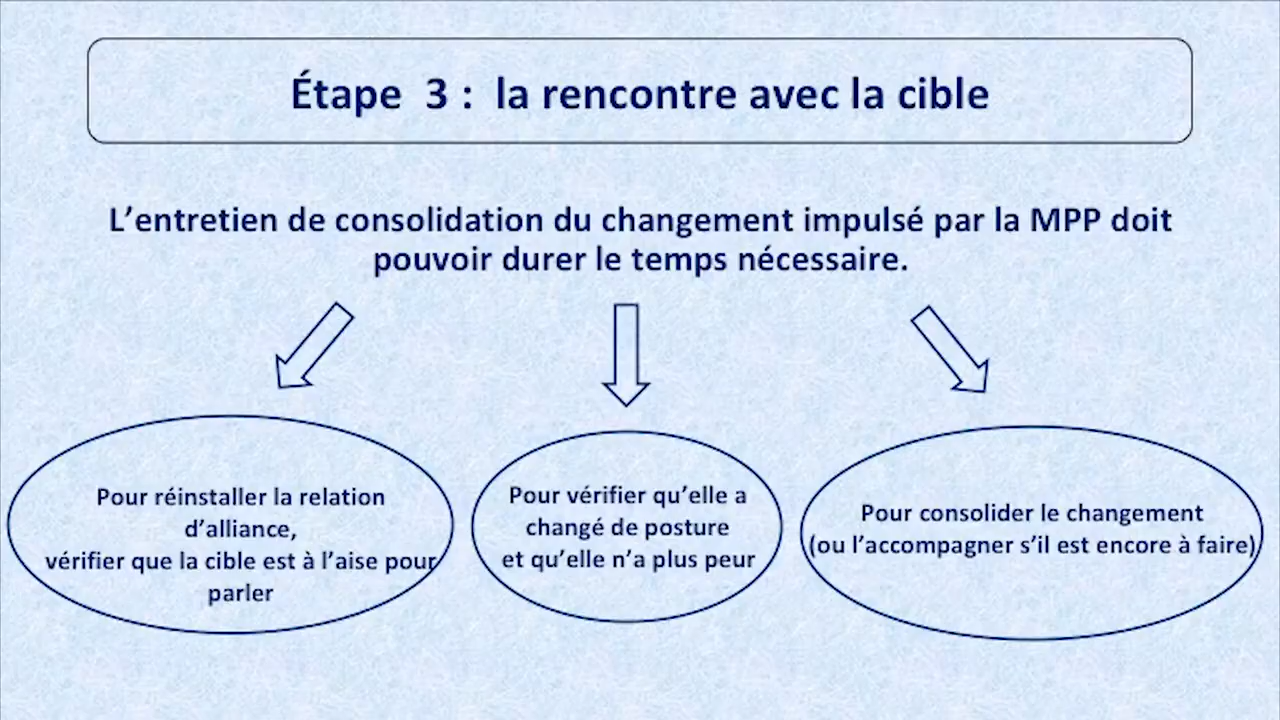 Étape 3 : la rencontre avec la cible
L’entretien de consolidation du changement impulsé par la MPP doit
pouvoir durer le temps nécessaire.
Pour réinstaller la relation
d’alliance,
vérifier que la cible est à l’aise pour
parler
Pour vérifier qu’elle a
changé de posture
et qu’elle n’a plus peur
Pour consolider le changement
(ou l’accompagner s’il est encore à faire)